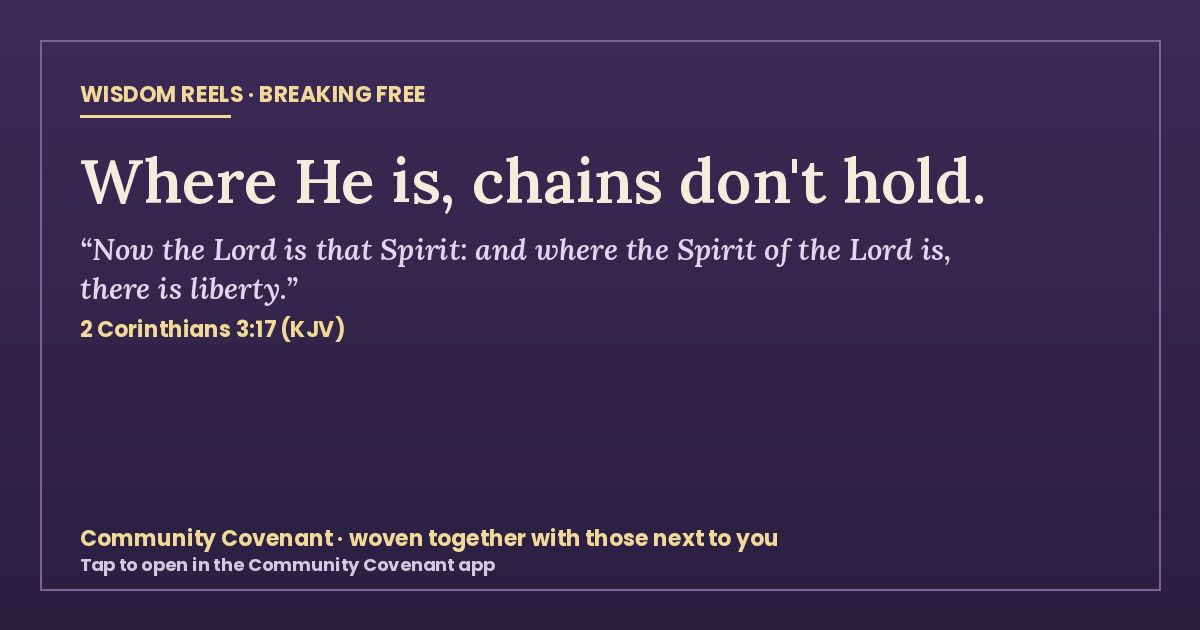 WISDOM REELS · BREAKING FREE
Where He is, chains don't hold.
“Now the Lord is that Spirit: and where the Spirit of the Lord is,
there is liberty.”
2 Corinthians 3:17 (KJV)
Community Covenant · woven together with those next to you
Tap to open in the Community Covenant app